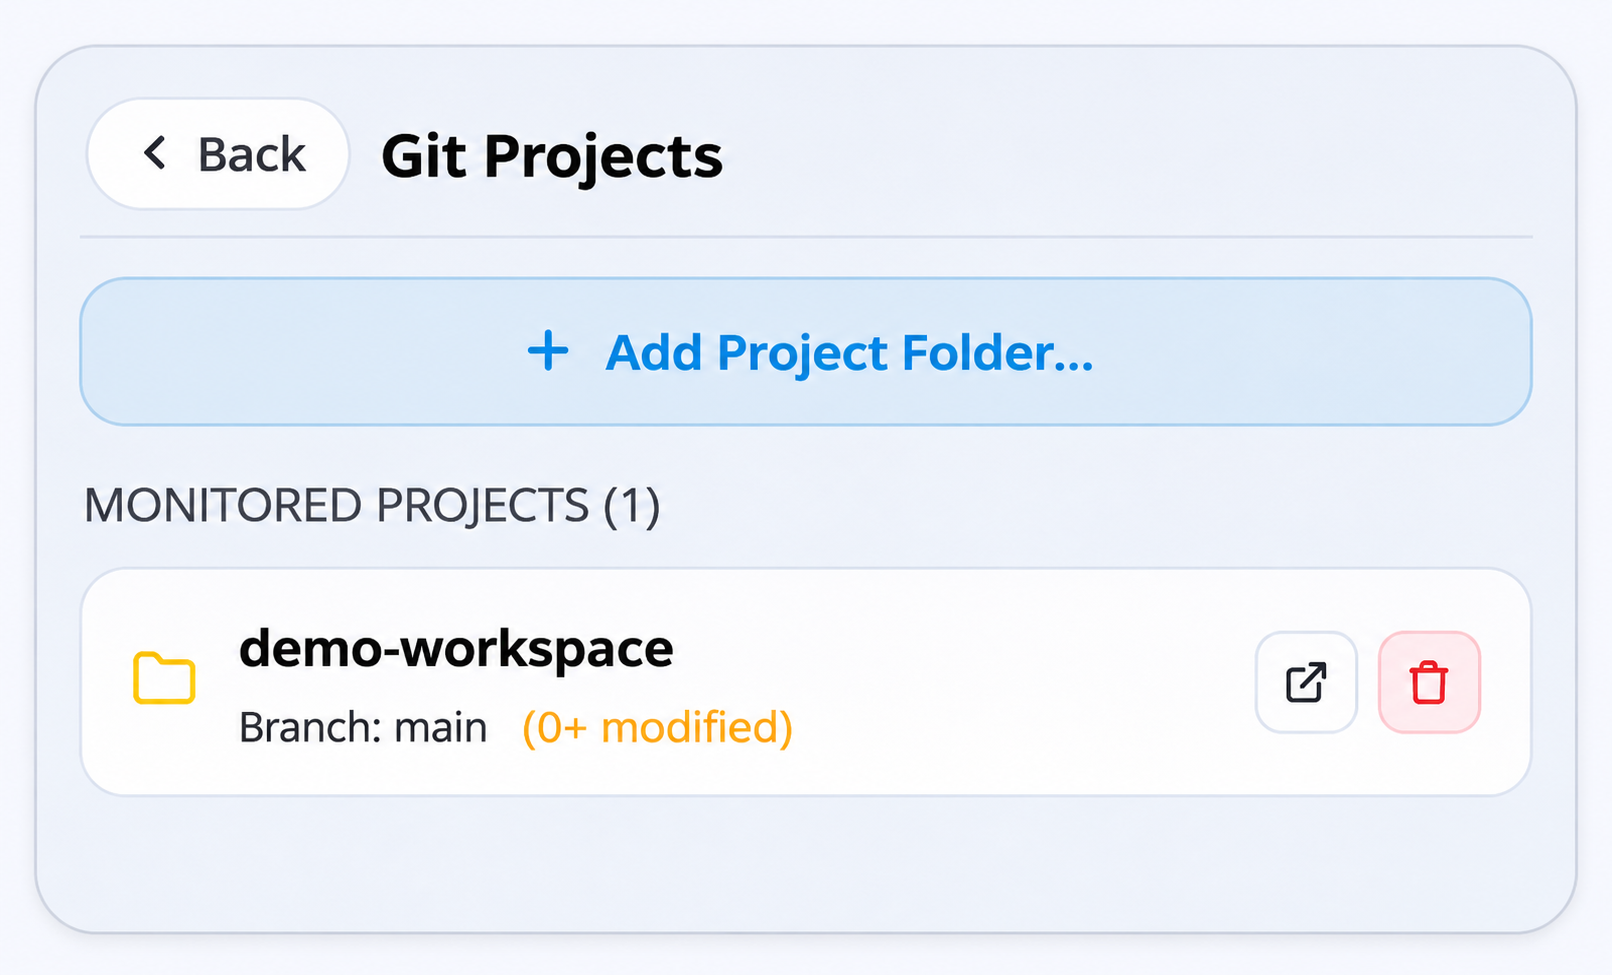 Back
Git Projects
+ Add Project Folder...
MONITORED PROJECTS (1)
demo-workspace
Branch: main (0+ modified)